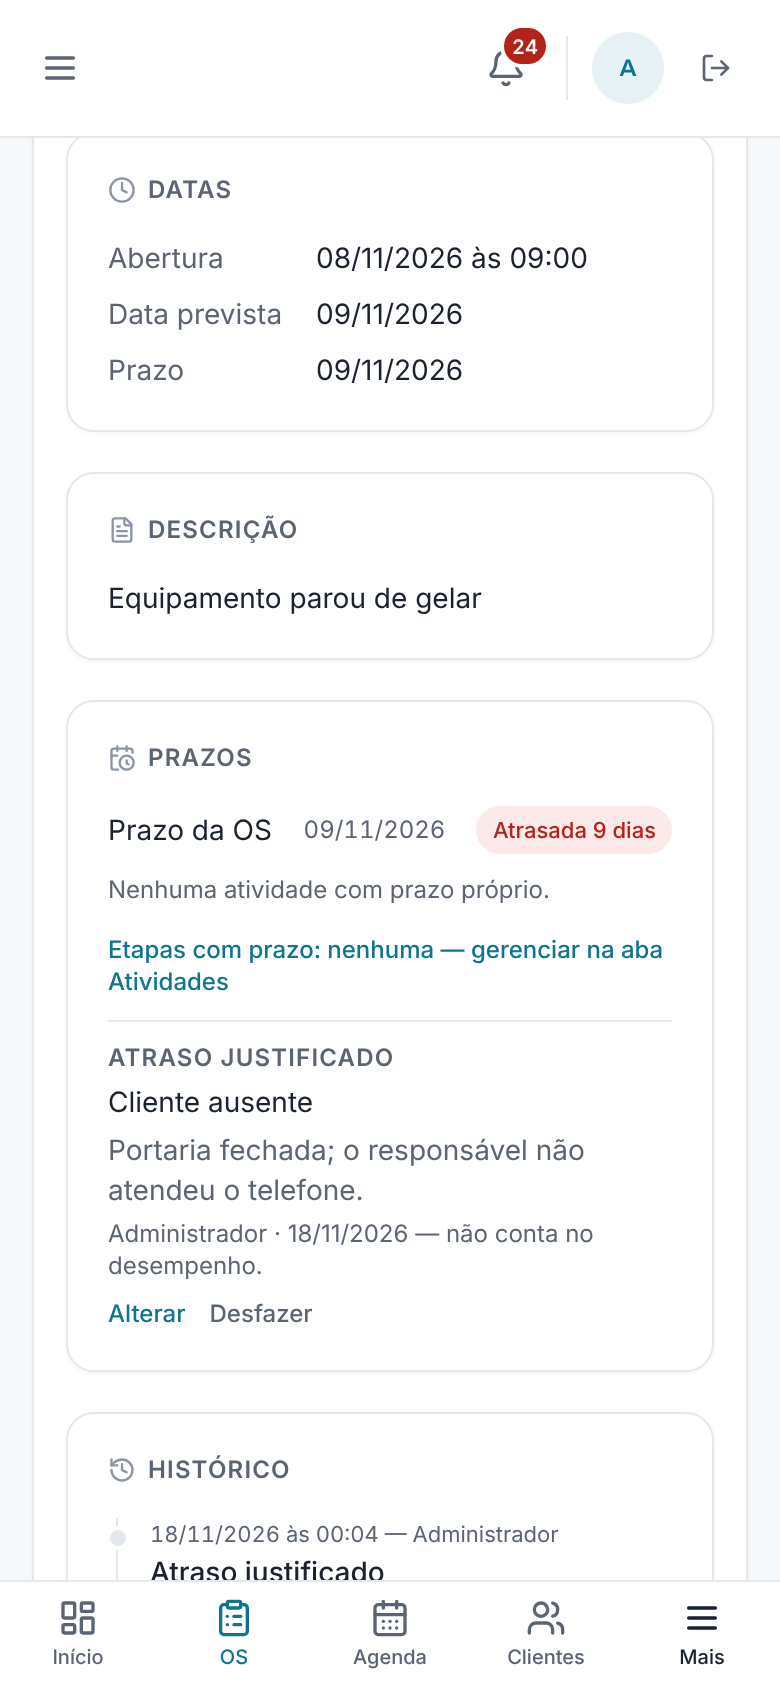 24
A
DATAS
Abertura 08/11/2026 às 09:00
Data prevista 09/11/2026
Prazo 09/11/2026
DESCRIÇÃO
Equipamento parou de gelar
PRAZOS
Prazo da OS 09/11/2026 Atrasada 9 dias
Nenhuma atividade com prazo próprio.
Etapas com prazo: nenhuma — gerenciar na aba
Atividades
ATRASO JUSTIFICADO
Cliente ausente
Portaria fechada; o responsável não
atendeu o telefone.
Administrador · 18/11/2026 — não conta no
desempenho.
Alterar Desfazer
HISTÓRICO
18/11/2026 às 00:04 — Administrador
Atraso justificado
Início OS Agenda Clientes Mais